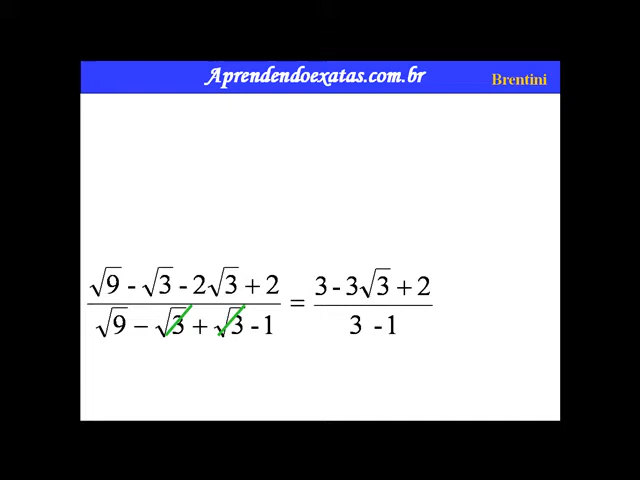 Aprendendoexatas.com.br
Brentini
√9 - √3 - 2√3 + 2 / √9 − √3 + √3 - 1 = 3 - 3√3 + 2 / 3 - 1